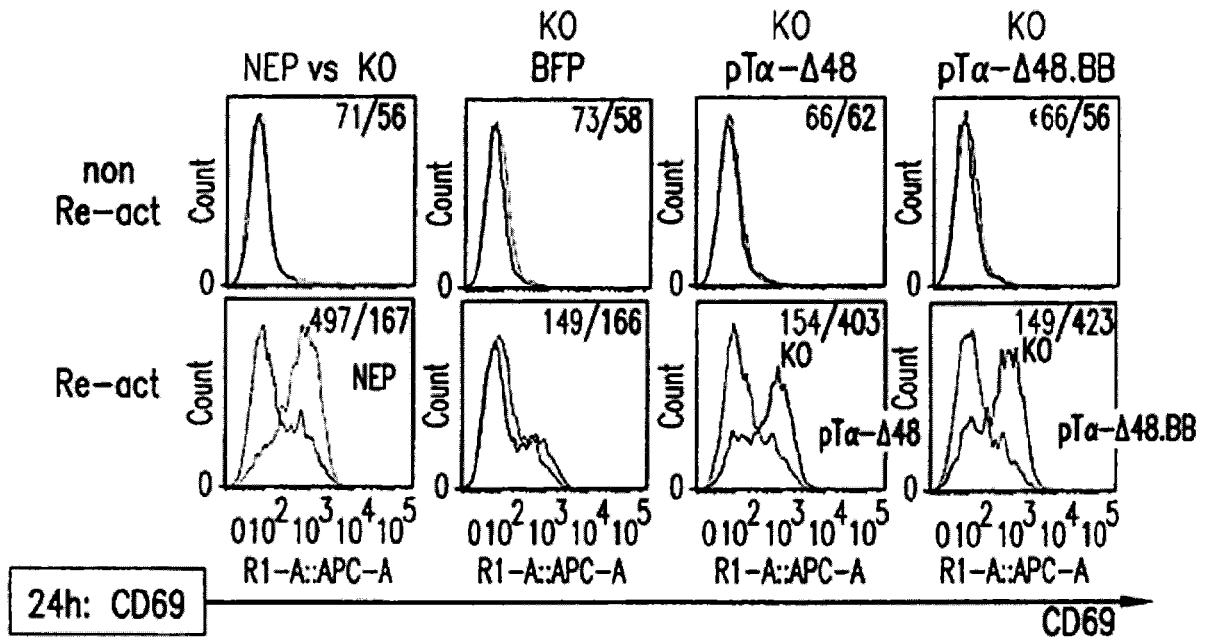 KO KO KO
NEP vs KO BFP pTα-Δ48 pTα-Δ48.BB
non
Re-act
Count 71/56
Count 73/58
Count 66/62
Count 66/56
0 0 0 0
Re-act
Count 497/167 NEP
Count 149/166
Count 154/403 KO pTα-Δ48
Count 149/423 KO pTα-Δ48.BB
0 0 0 0
0 10² 10³ 10⁴ 10⁵ 0 10² 10³ 10⁴ 10⁵ 0 10² 10³ 10⁴ 10⁵ 0 10² 10³ 10⁴ 10⁵
R1-A::APC-A R1-A::APC-A R1-A::APC-A R1-A::APC-A
24h: CD69
CD69